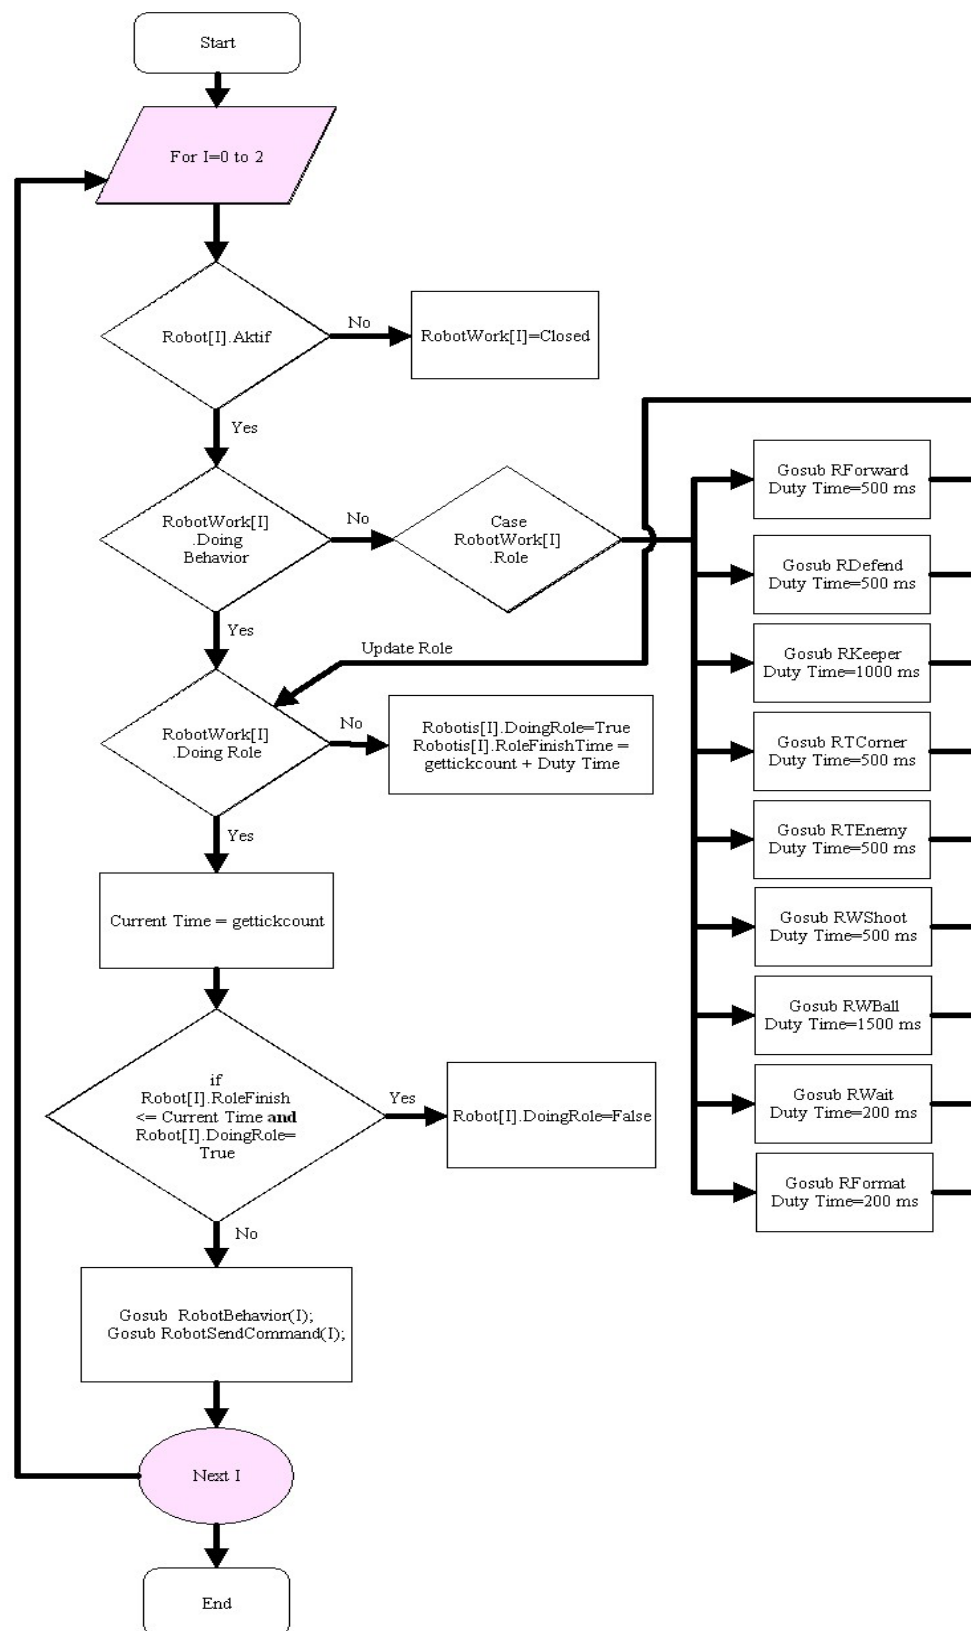 Start
For I=0 to 2
Robot[I].Aktif
No
RobotWork[I]=Closed
Yes
RobotWork[I]
.Doing
Behavior
No
Case
RobotWork[I]
.Role
Gosub RForward
Duty Time=500 ms
Gosub RDefend
Duty Time=500 ms
Gosub RKeeper
Duty Time=1000 ms
Gosub RTCorner
Duty Time=500 ms
Gosub RTEnemy
Duty Time=500 ms
Gosub RWShoot
Duty Time=500 ms
Gosub RWBall
Duty Time=1500 ms
Gosub RWait
Duty Time=200 ms
Gosub RFormat
Duty Time=200 ms
Yes
Update Role
RobotWork[I]
.Doing Role
No
Robotis[I].DoingRole=True
Robotis[I].RoleFinishTime =
gettickcount + Duty Time
Yes
Current Time = gettickcount
if
Robot[I].RoleFinish
<= Current Time and
Robot[I].DoingRole=
True
Yes
Robot[I].DoingRole=False
No
Gosub RobotBehavior(I);
Gosub RobotSendCommand(I);
Next I
End